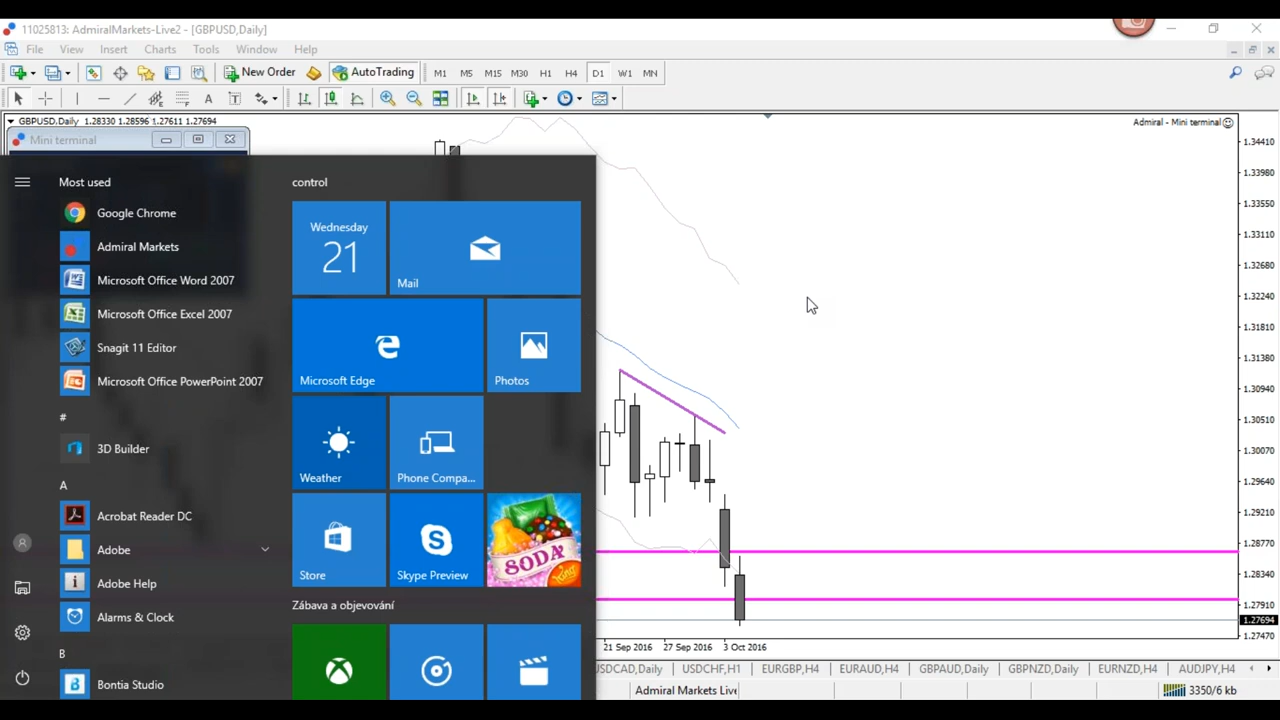 11025813: AdmiralMarkets-Live2 - [GBPUSD,Daily]
File View Insert Charts Tools Window Help
New Order AutoTrading M1 M5 M15 M30 H1 H4 D1 W1 MN
GBPUSD,Daily 1.28330 1.28596 1.27611 1.27694
Admiral - Mini terminal
Mini terminal
1.34410
1.33980
1.33550
1.33110
1.32680
1.32240
1.31810
1.31380
1.30510
1.30070
1.29640
1.29210
1.28770
1.28340
1.27910
1.27694
1.27470
Most used
Google Chrome
Admiral Markets
Microsoft Office Word 2007
Microsoft Office Excel 2007
Snagit 11 Editor
Microsoft Office PowerPoint 2007
#
3D Builder
A
Acrobat Reader DC
Adobe
Adobe Help
Alarms & Clock
B
Bontia Studio
control
Wednesday
21
Mail
Microsoft Edge
Photos
Weather
Phone Compa...
Store
Skype Preview
SODA
King
Zábava a objevování
21 Sep 2016 27 Sep 2016 3 Oct 2016
USDCAD,Daily USDCHF,H1 EURGBP,H4 EURAUD,H4 GBPAUD,Daily GBPNZD,Daily EURNZD,H4 AUDJPY,H4
Admiral Markets Live
3350/6 kb